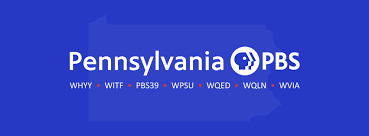 Pennsylvania PBS
WHYY • WITF • PBS39 • WPSU • WQED • WQLN • WVIA